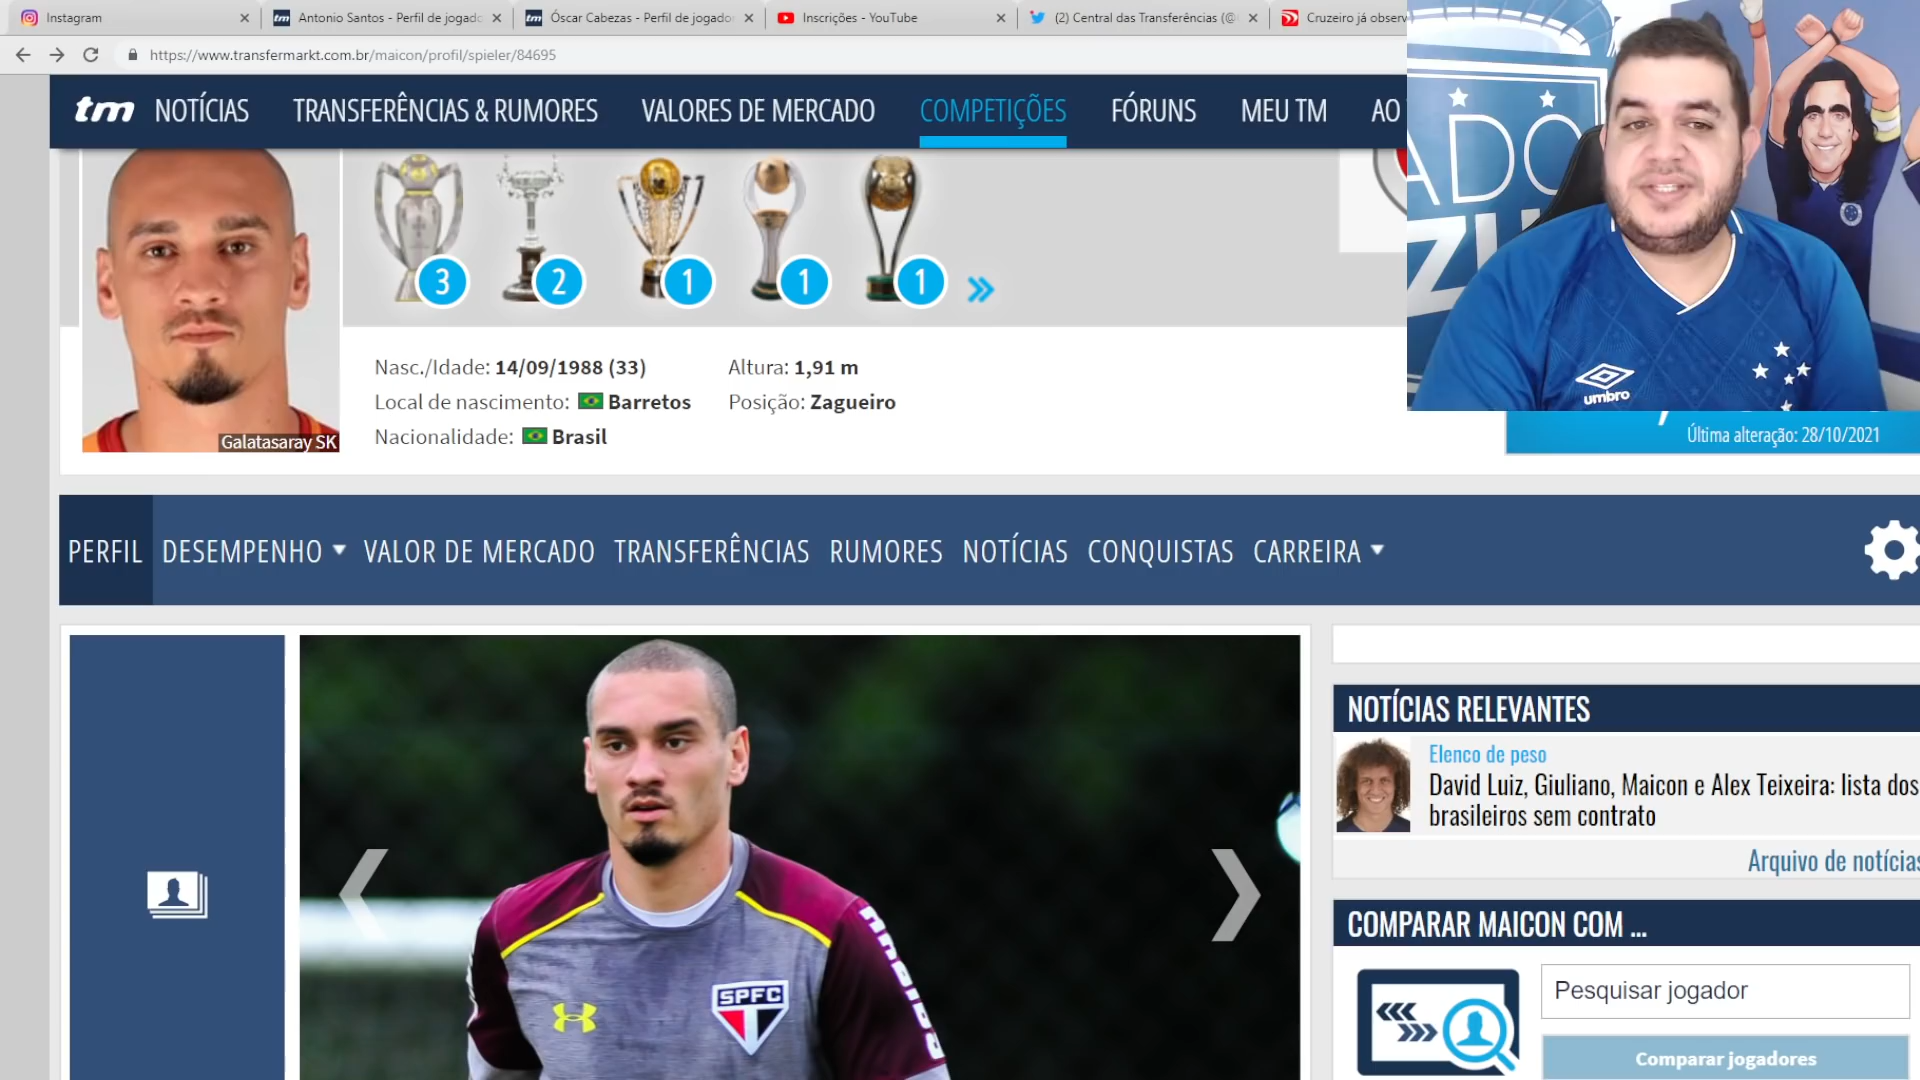 Instagram
tm Antonio Santos - Perfil de jogado
tm Óscar Cabezas - Perfil de jogado
Inscrições - YouTube
(2) Central das Transferências (@
Cruzeiro já observ
https://www.transfermarkt.com.br/maicon/profil/spieler/84695
tm NOTÍCIAS TRANSFERÊNCIAS & RUMORES VALORES DE MERCADO COMPETIÇÕES FÓRUNS MEU TM AO
3 2 1 1 1
ADO
ZU
umbro
Nasc./Idade: 14/09/1988 (33)
Altura: 1,91 m
Local de nascimento: Barretos
Posição: Zagueiro
Nacionalidade: Brasil
Galatasaray SK
Última alteração: 28/10/2021
PERFIL DESEMPENHO VALOR DE MERCADO TRANSFERÊNCIAS RUMORES NOTÍCIAS CONQUISTAS CARREIRA
SPFC
NOTÍCIAS RELEVANTES
Elenco de peso
David Luiz, Giuliano, Maicon e Alex Teixeira: lista dos
brasileiros sem contrato
Arquivo de notícias
COMPARAR MAICON COM ...
Pesquisar jogador
Comparar jogadores